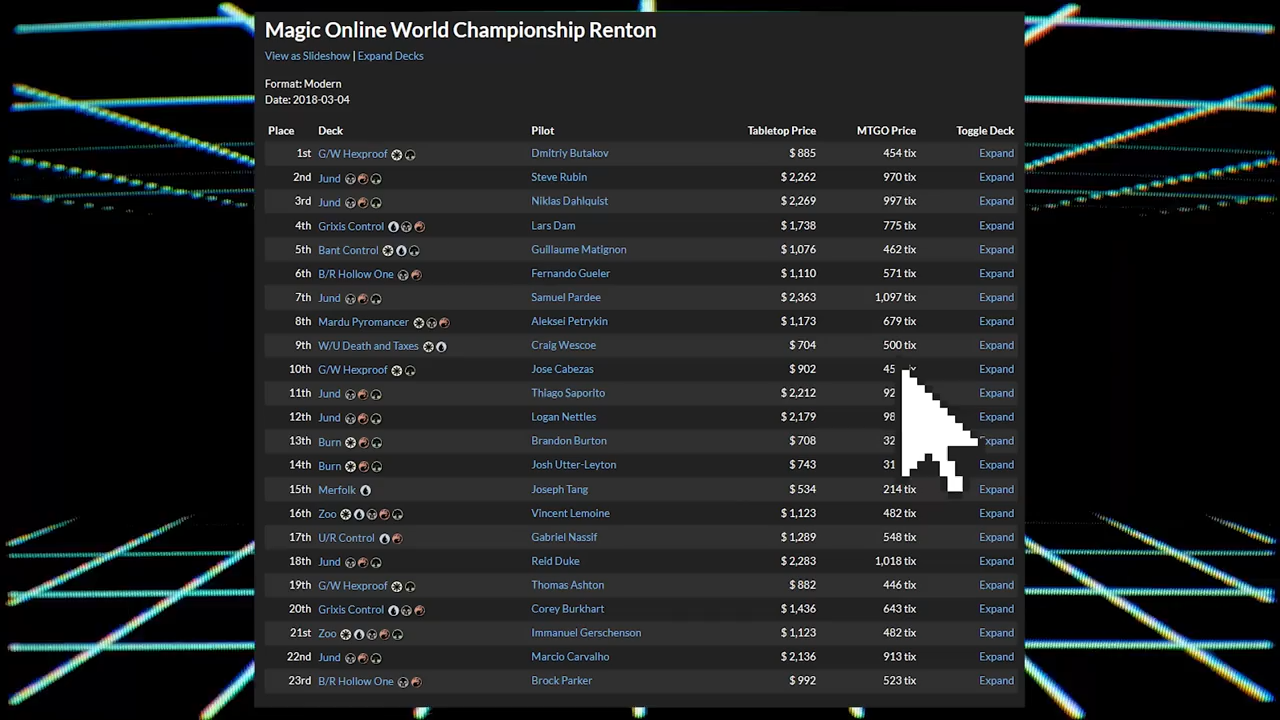 Magic Online World Championship Renton
View as Slideshow | Expand Decks
Format: Modern
Date: 2018-03-04
Place Deck Pilot Tabletop Price MTGO Price Toggle Deck
1st G/W Hexproof Dmitriy Butakov $ 885 454 tix Expand
2nd Jund Steve Rubin $ 2,262 970 tix Expand
3rd Jund Niklas Dahlquist $ 2,269 997 tix Expand
4th Grixis Control Lars Dam $ 1,738 775 tix Expand
5th Bant Control Guillaume Matignon $ 1,076 462 tix Expand
6th B/R Hollow One Fernando Gueler $ 1,110 571 tix Expand
7th Jund Samuel Pardee $ 2,363 1,097 tix Expand
8th Mardu Pyromancer Aleksei Petrykin $ 1,173 679 tix Expand
9th W/U Death and Taxes Craig Wescoe $ 704 500 tix Expand
10th G/W Hexproof Jose Cabezas $ 902 Expand
11th Jund Thiago Saporito $ 2,212 Expand
12th Jund Logan Nettles $ 2,179 Expand
13th Burn Brandon Burton $ 708
14th Burn Josh Utter-Leyton $ 743 Expand
15th Merfolk Joseph Tang $ 534 214 tix Expand
16th Zoo Vincent Lemoine $ 1,123 482 tix Expand
17th U/R Control Gabriel Nassif $ 1,289 548 tix Expand
18th Jund Reid Duke $ 2,283 1,018 tix Expand
19th G/W Hexproof Thomas Ashton $ 882 446 tix Expand
20th Grixis Control Corey Burkhart $ 1,436 643 tix Expand
21st Zoo Immanuel Gerschenson $ 1,123 482 tix Expand
22nd Jund Marcio Carvalho $ 2,136 913 tix Expand
23rd B/R Hollow One Brock Parker $ 992 523 tix Expand